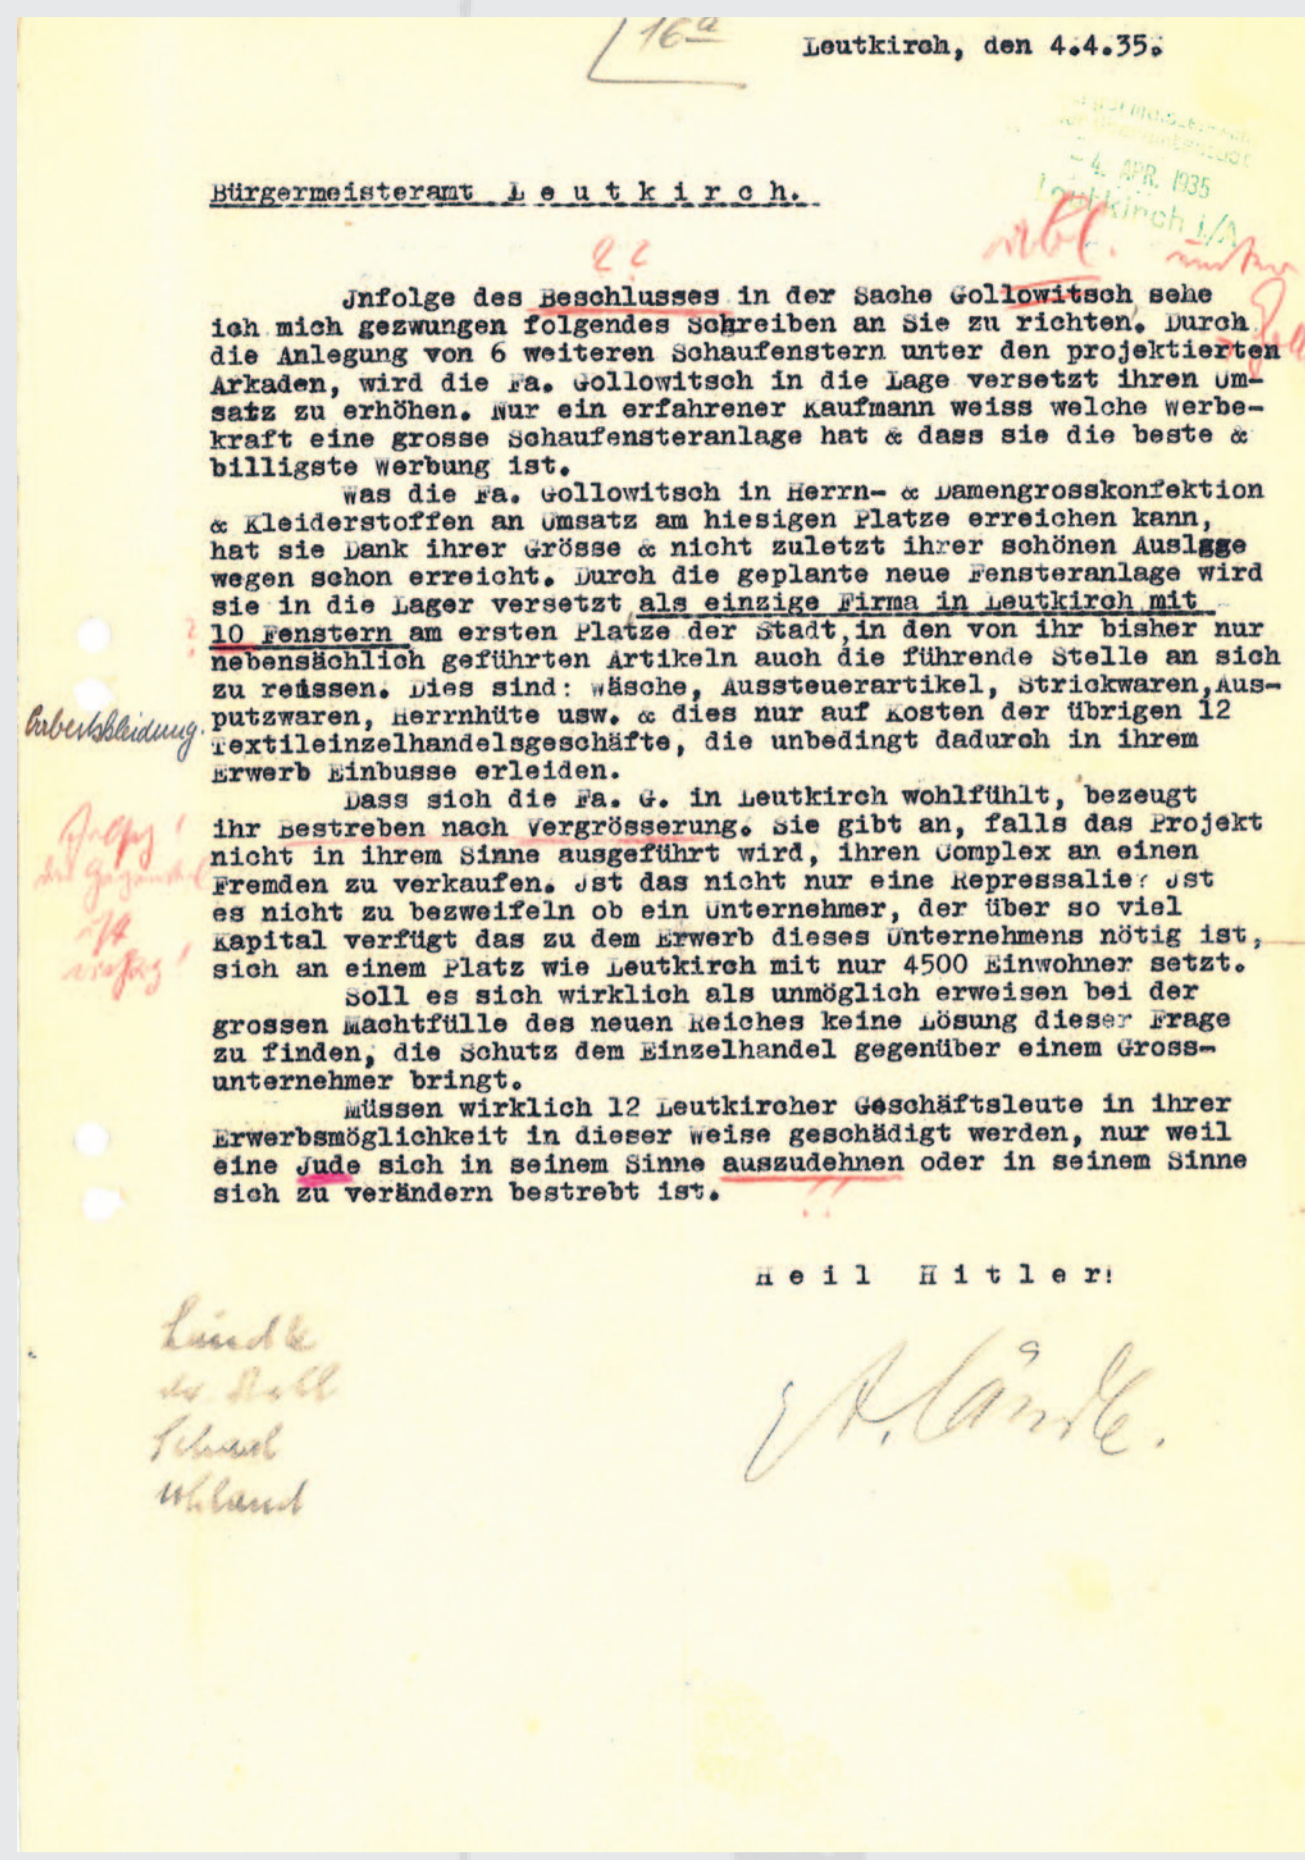 16a
Leutkirch, den 4.4.35.
- 4. APR. 1935
Leutkirch i/A
Bürgermeisteramt L e u t k i r c h.
? ?
abl.
Jnfolge des Beschlusses in der Sache Gollowitsch sehe
ich mich gezwungen folgendes Schreiben an Sie zu richten. Durch
die Anlegung von 6 weiteren Schaufenstern unter den projektierten
Arkaden, wird die Fa. Gollowitsch in die Lage versetzt ihren Um-
satz zu erhöhen. Nur ein erfahrener Kaufmann weiss welche Werbe-
kraft eine grosse Schaufensteranlage hat & dass sie die beste &
billigste Werbung ist.
Was die Fa. Gollowitsch in Herrn- & Damengrosskonfektion
& Kleiderstoffen an Umsatz am hiesigen Platze erreichen kann,
hat sie Dank ihrer Grösse & nicht zuletzt ihrer schönen Auslgge
wegen schon erreicht. Durch die geplante neue Fensteranlage wird
sie in die Lager versetzt als einzige Firma in Leutkirch mit
10 Fenstern am ersten Platze der Stadt, in den von ihr bisher nur
nebensächlich geführten Artikeln auch die führende Stelle an sich
zu reissen. Dies sind: Wäsche, Aussteuerartikel, Strickwaren, Aus-
Arbeitskleidung. putzwaren, Herrnhüte usw. & dies nur auf Kosten der übrigen 12
Textileinzelhandelsgeschäfte, die unbedingt dadurch in ihrem
Erwerb Einbusse erleiden.
Dass sich die Fa. G. in Leutkirch wohlfühlt, bezeugt
ihr Bestreben nach Vergrösserung. Sie gibt an, falls das Projekt
nicht in ihrem Sinne ausgeführt wird, ihren Complex an einen
Fremden zu verkaufen. Jst das nicht nur eine Repressalie? Jst
es nicht zu bezweifeln ob ein Unternehmer, der über so viel
Kapital verfügt das zu dem Erwerb dieses Unternehmens nötig ist,
sich an einem Platz wie Leutkirch mit nur 4500 Einwohner setzt.
Falsch!
das Gegenteil
ist
richtig!
Soll es sich wirklich als unmöglich erweisen bei der
grossen Machtfülle des neuen Reiches keine Lösung dieser Frage
zu finden, die Schutz dem Einzelhandel gegenüber einem Gross-
unternehmer bringt.
Müssen wirklich 12 Leutkircher Geschäftsleute in ihrer
Erwerbsmöglichkeit in dieser Weise geschädigt werden, nur weil
eine Jude sich in seinem Sinne auszudehnen oder in seinem Sinne
sich zu verändern bestrebt ist.
!!
H e i l   H i t l e r!
A. Ländle.
Ländle
Schaal
Uhland